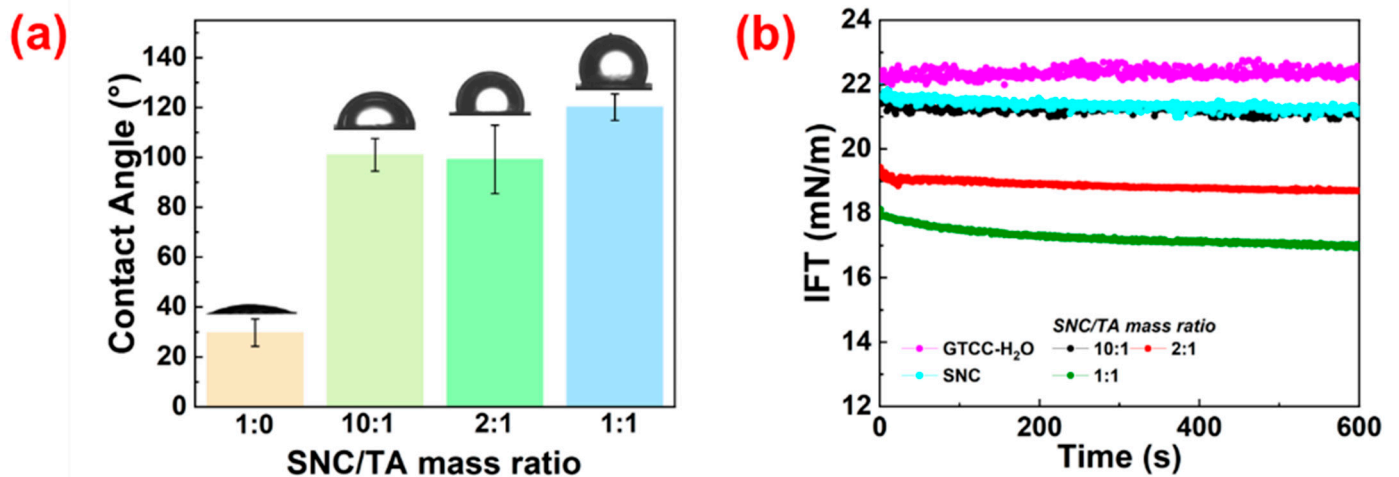 (a)
Contact Angle (°)
140
120
100
80
60
40
20
0
1:0 10:1 2:1 1:1
SNC/TA mass ratio
(b)
IFT (mN/m)
24
22
20
18
16
14
12
SNC/TA mass ratio
GTCC-H₂O 10:1 2:1
SNC 1:1
0 200 400 600
Time (s)